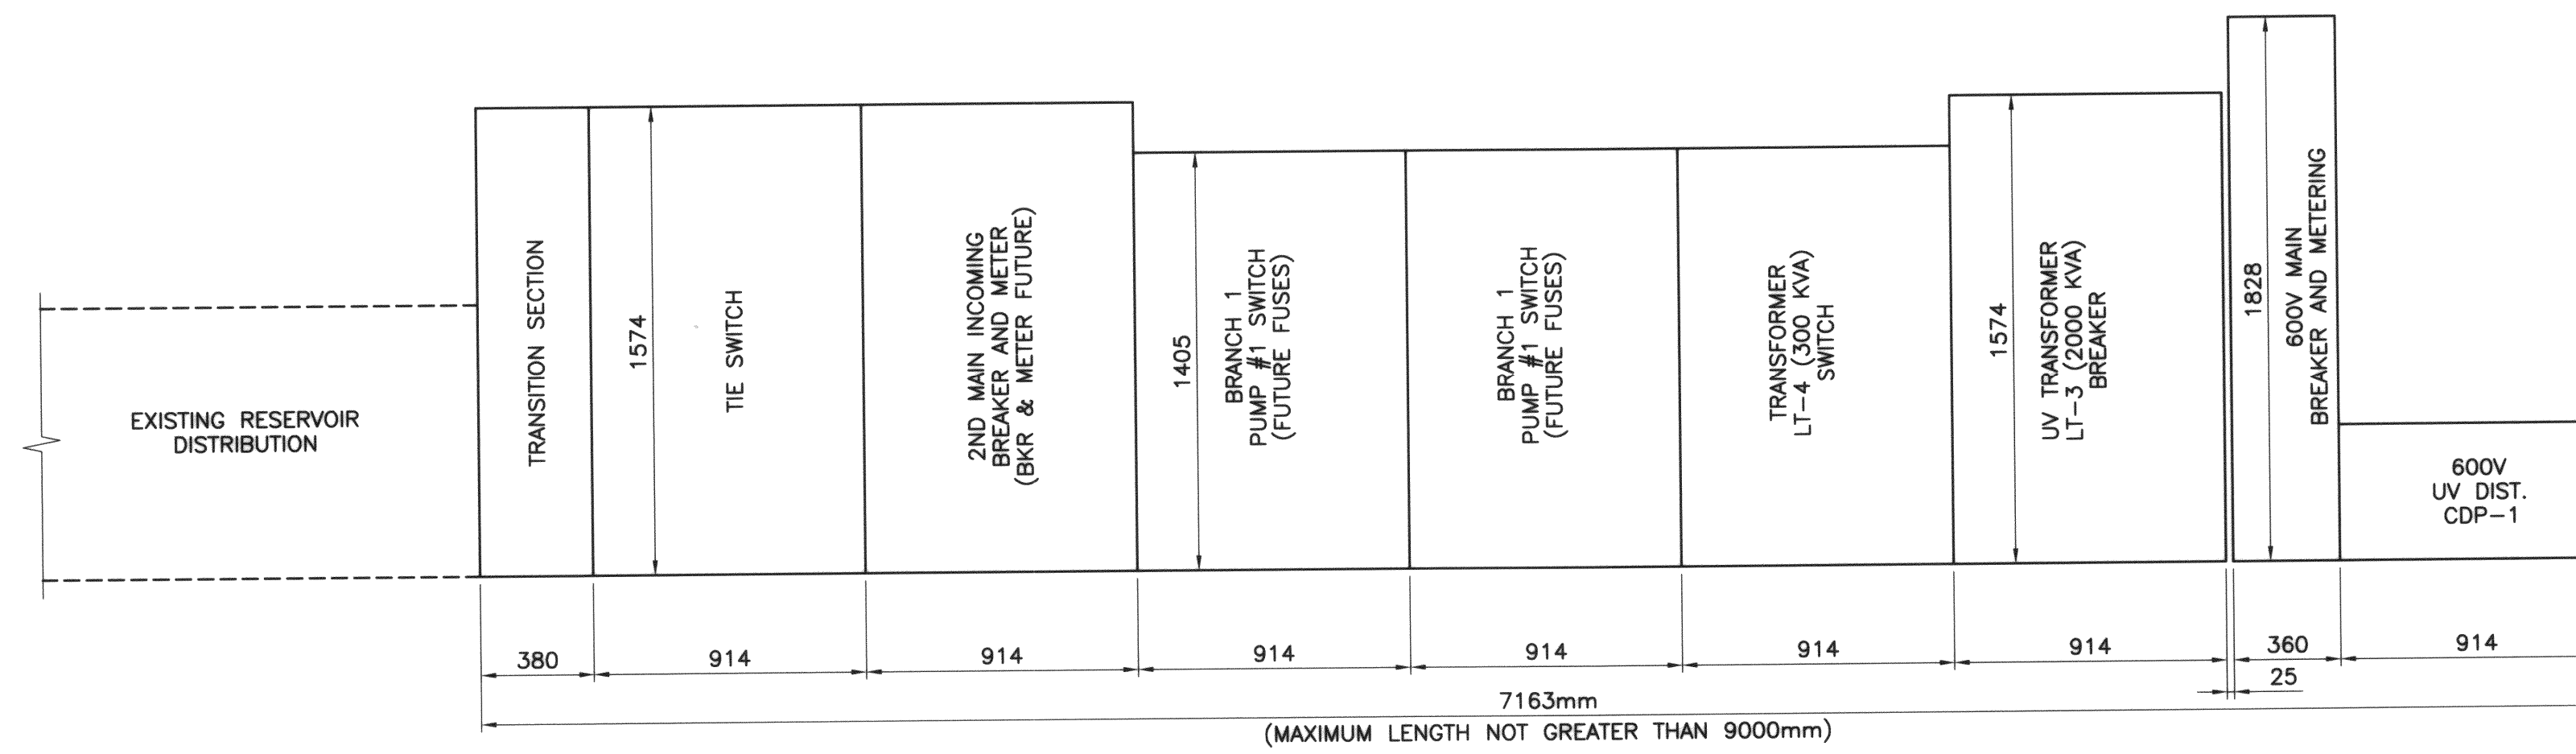 EXISTING RESERVOIR
DISTRIBUTION
TRANSITION SECTION
1574
TIE SWITCH
2ND MAIN INCOMING
BREAKER AND METER
(BKR & METER FUTURE)
1405
BRANCH 1
PUMP #1 SWITCH
(FUTURE FUSES)
BRANCH 1
PUMP #1 SWITCH
(FUTURE FUSES)
TRANSFORMER
LT-4 (300 KVA)
SWITCH
1574
UV TRANSFORMER
LT-3 (2000 KVA)
BREAKER
1828
600V MAIN
BREAKER AND METERING
600V
UV DIST.
CDP-1
380
914
914
914
914
914
914
360
914
25
7163mm
(MAXIMUM LENGTH NOT GREATER THAN 9000mm)